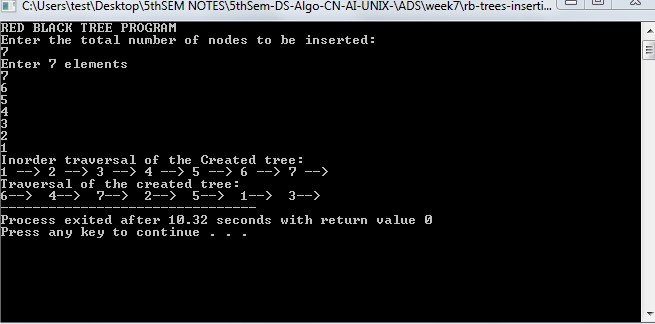 C:\Users\test\Desktop\5thSEM NOTES\5thSem-DS-Algo-CN-AI-UNIX-\ADS\week7\rb-trees-inserti...
RED BLACK TREE PROGRAM
Enter the total number of nodes to be inserted:
7
Enter 7 elements
7
6
5
4
3
2
1
Inorder traversal of the Created tree:
1 --> 2 --> 3 --> 4 --> 5 --> 6 --> 7 -->
Traversal of the created tree:
6-->  4-->  7-->  2-->  5-->  1-->  3-->
--------------------------------
Process exited after 10.32 seconds with return value 0
Press any key to continue . . .